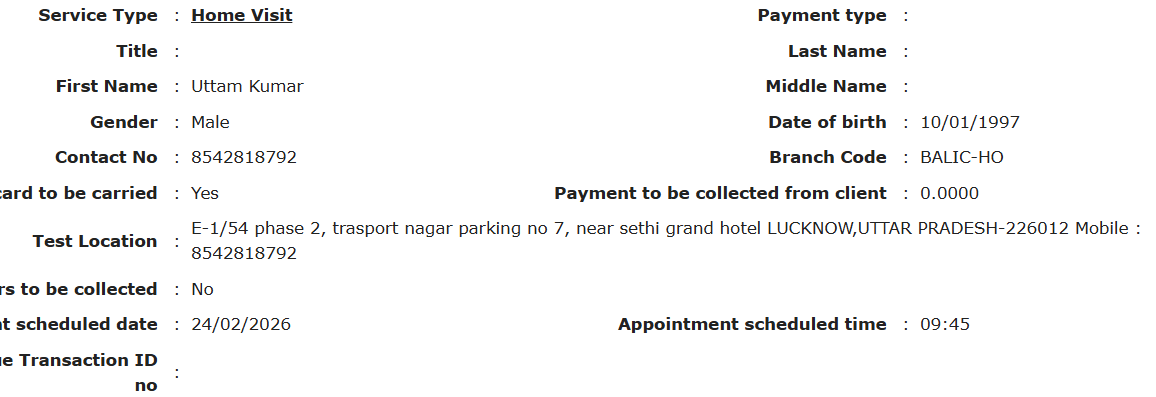 Service Type : Home Visit Payment type :
Title : Last Name :
First Name : Uttam Kumar Middle Name :
Gender : Male Date of birth : 10/01/1997
Contact No : 8542818792 Branch Code : BALIC-HO
card to be carried : Yes Payment to be collected from client : 0.0000
Test Location : E-1/54 phase 2, trasport nagar parking no 7, near sethi grand hotel LUCKNOW,UTTAR PRADESH-226012 Mobile :
8542818792
to be collected : No
scheduled date : 24/02/2026 Appointment scheduled time : 09:45
Transaction ID
no :